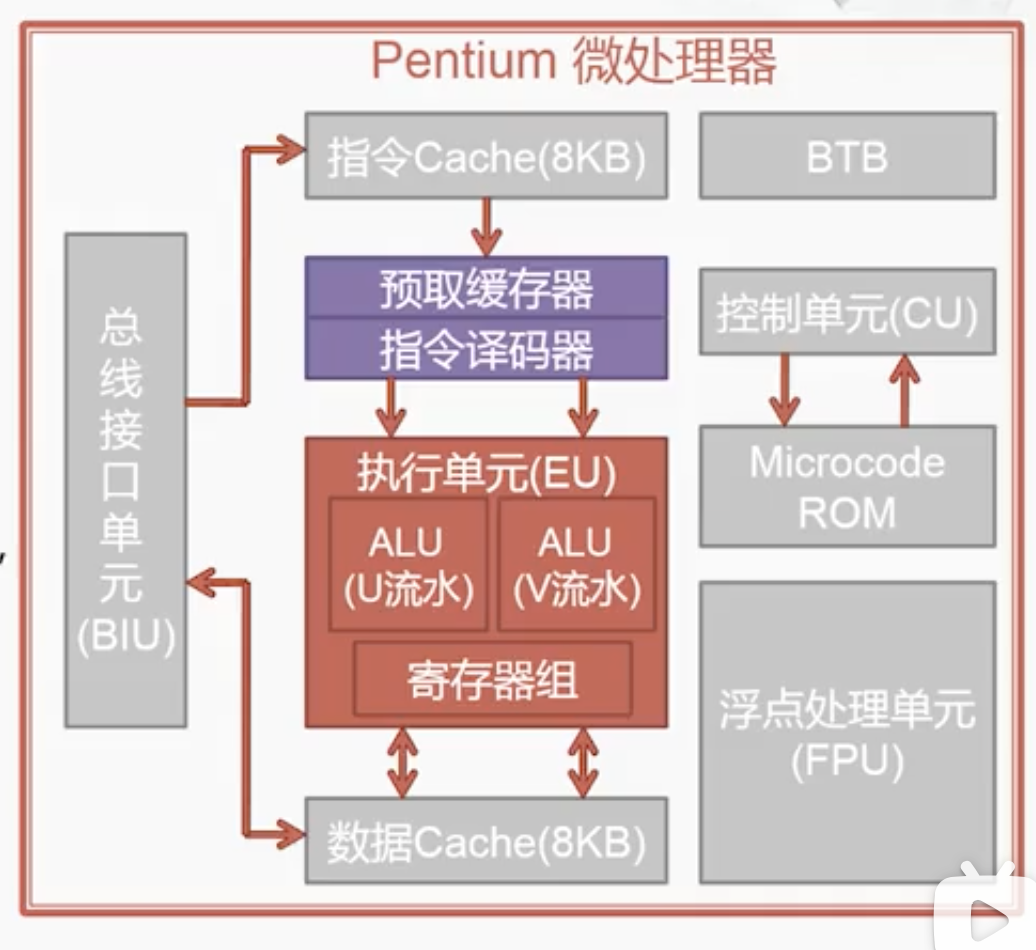 Pentium 微处理器
指令Cache(8KB)
BTB
总
线
接
口
单
元
(BIU)
预取缓存器
指令译码器
控制单元(CU)
Microcode
ROM
执行单元(EU)
ALU
(U流水)
ALU
(V流水)
寄存器组
浮点处理单元
(FPU)
数据Cache(8KB)